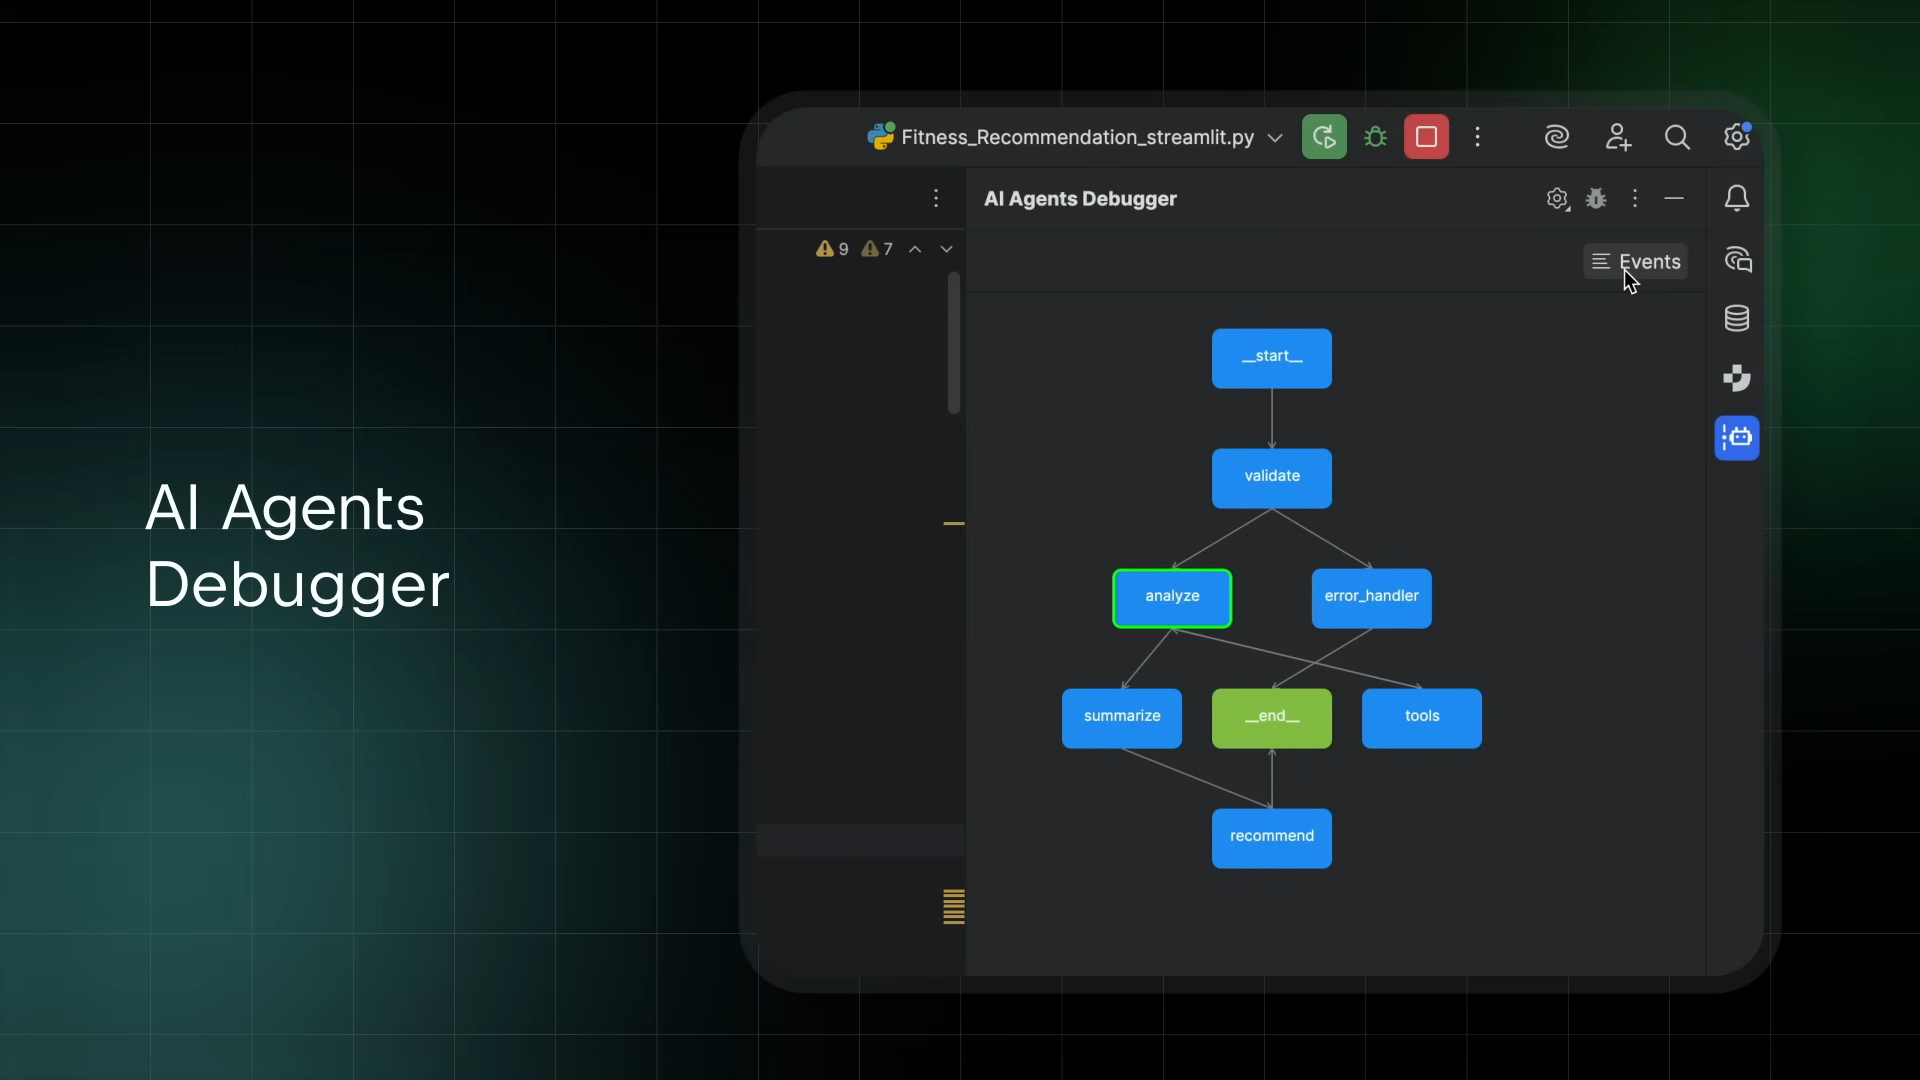 AI Agents
Debugger
Fitness_Recommendation_streamlit.py
AI Agents Debugger
9 7
Events
__start__
validate
analyze
error_handler
summarize
__end__
tools
recommend